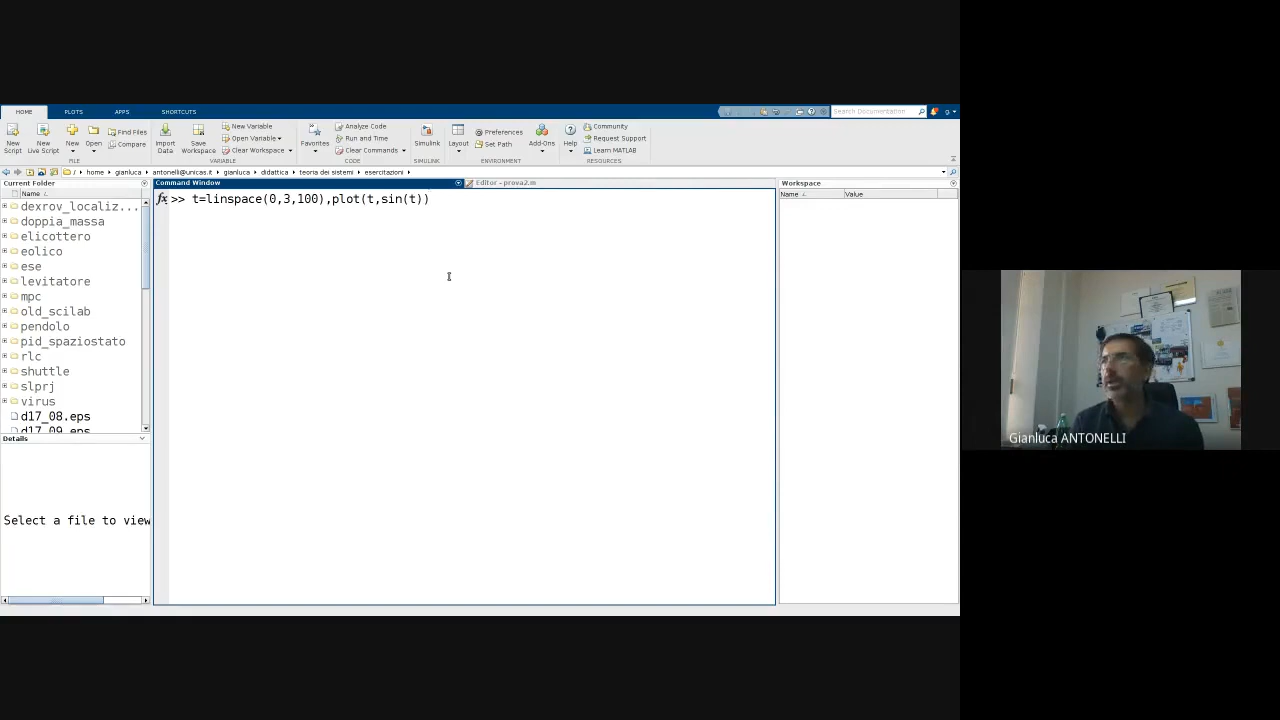 HOME PLOTS APPS SHORTCUTS Search Documentation g
New Script New Live Script New Open Find Files Compare Import Data Save Workspace New Variable Open Variable Clear Workspace Favorites Analyze Code Run and Time Clear Commands Simulink Layout Preferences Set Path Add-Ons Help Community Request Support Learn MATLAB
FILE VARIABLE CODE SIMULINK ENVIRONMENT RESOURCES
/ home gianluca antonelli@unicas.it gianluca didattica teoria dei sistemi esercitazioni
Current Folder
Name
dexrov_localiz...
doppia_massa
elicottero
eolico
ese
levitatore
mpc
old_scilab
pendolo
pid_spaziostato
rlc
shuttle
slprj
virus
d17_08.eps
d17_09.eps
Details
Select a file to view
Command Window Editor - prova2.m
fx >> t=linspace(0,3,100),plot(t,sin(t))
Workspace
Name Value
Gianluca ANTONELLI